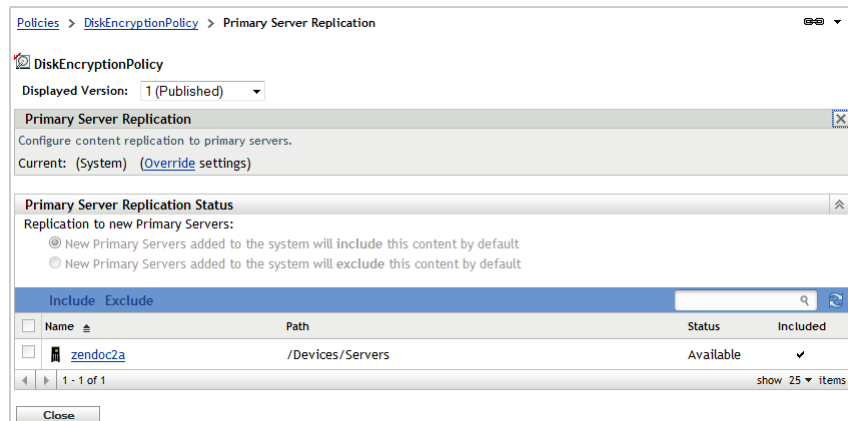 Policies > DiskEncryptionPolicy > Primary Server Replication
DiskEncryptionPolicy
Displayed Version: 1 (Published)
Primary Server Replication
Configure content replication to primary servers.
Current: (System) (Override settings)
Primary Server Replication Status
Replication to new Primary Servers:
New Primary Servers added to the system will include this content by default
New Primary Servers added to the system will exclude this content by default
Include Exclude
Name Path Status Included
zendoc2a /Devices/Servers Available
1 - 1 of 1 show 25 items
Close